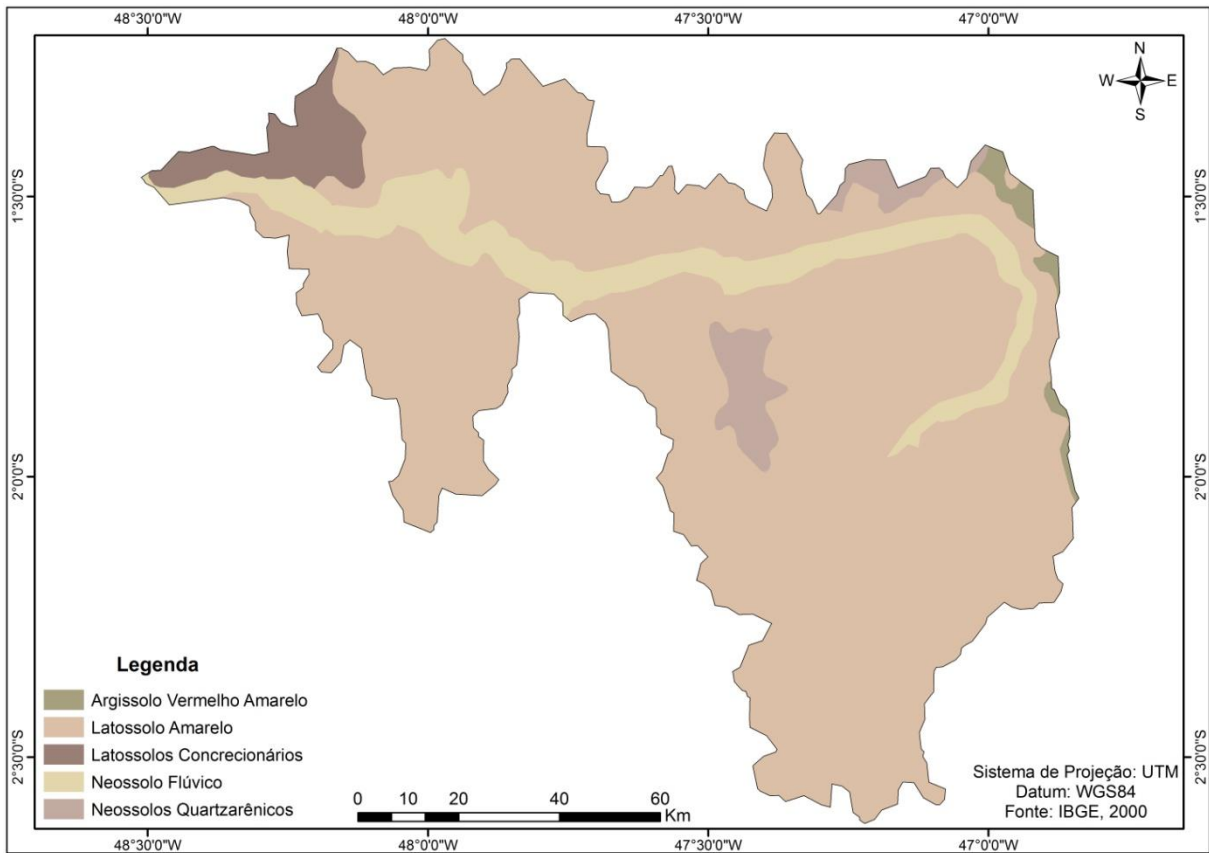 48°30'0"W 48°0'0"W 47°30'0"W 47°0'0"W
N
W E
S
1°30'0"S 1°30'0"S
2°0'0"S 2°0'0"S
2°30'0"S 2°30'0"S
Legenda
Argissolo Vermelho Amarelo
Latossolo Amarelo
Latossolos Concrecionários
Neossolo Flúvico
Neossolos Quartzarênicos
0 10 20 40 60
Km
Sistema de Projeção: UTM
Datum: WGS84
Fonte: IBGE, 2000
48°30'0"W 48°0'0"W 47°30'0"W 47°0'0"W